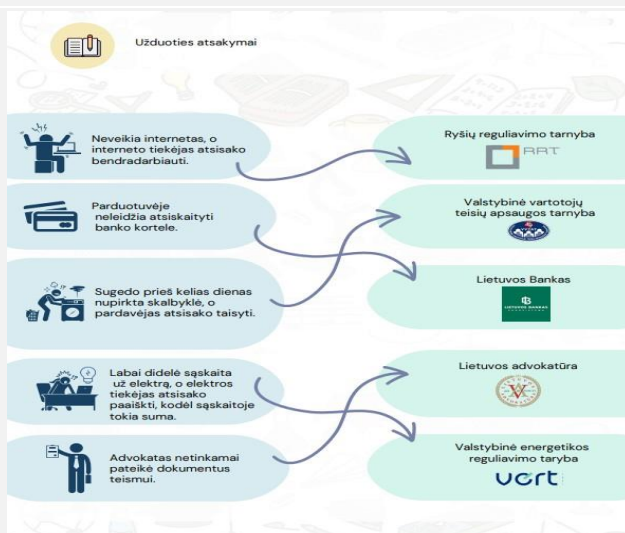 Užduoties atsakymai
Neveikia internetas, o
interneto tiekėjas atsisako
bendradarbiauti.
Parduotuvėje
neleidžia atsiskaityti
banko kortele.
Sugedo prieš kelias dienas
nupirkta skalbyklė, o
pardavėjas atsisako taisyti.
Labai didelė sąskaita
už elektrą, o elektros
tiekėjas atsisako
paaiškti, kodėl sąskaitoje
tokia suma.
Advokatas netinkamai
pateikė dokumentus
teismui.
Ryšių reguliavimo tarnyba
RRT
Valstybinė vartotojų
teisių apsaugos tarnyba
Lietuvos Bankas
LIETUVOS BANKAS
Lietuvos advokatūra
Valstybinė energetikos
reguliavimo taryba
vert